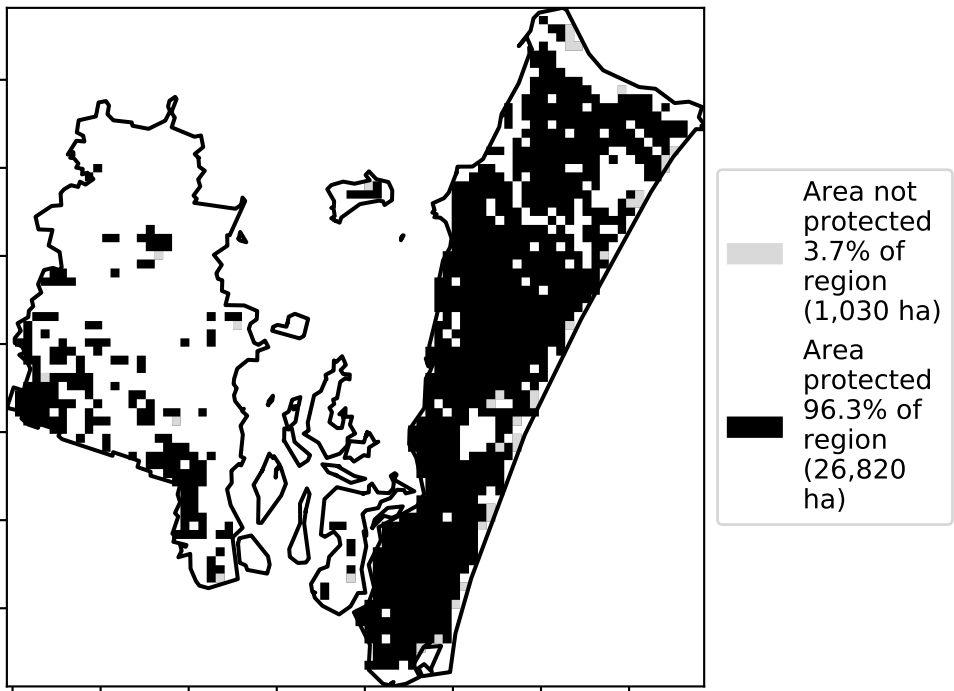 Area not
protected
3.7% of
region
(1,030 ha)
Area
protected
96.3% of
region
(26,820
ha)